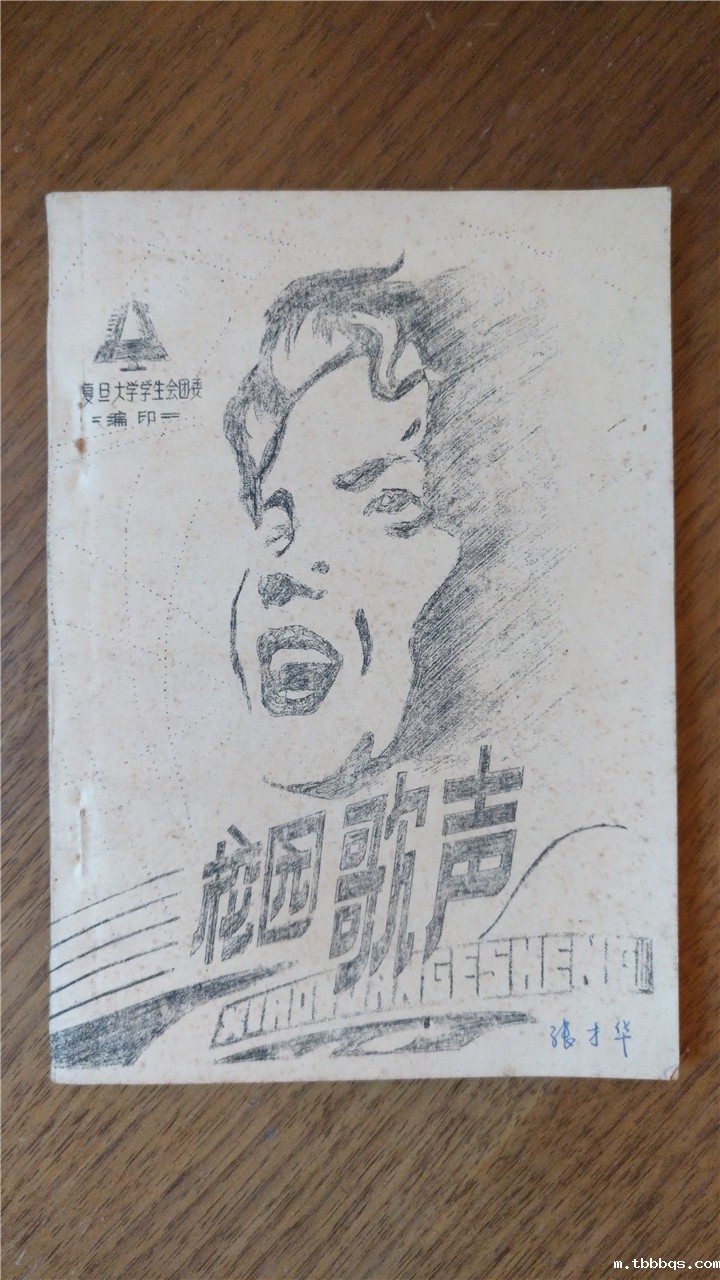 复旦大学学生会团委
=编印=
校园歌声
XIAOYUANGESHENG
张才华
m.tbbbqs.com